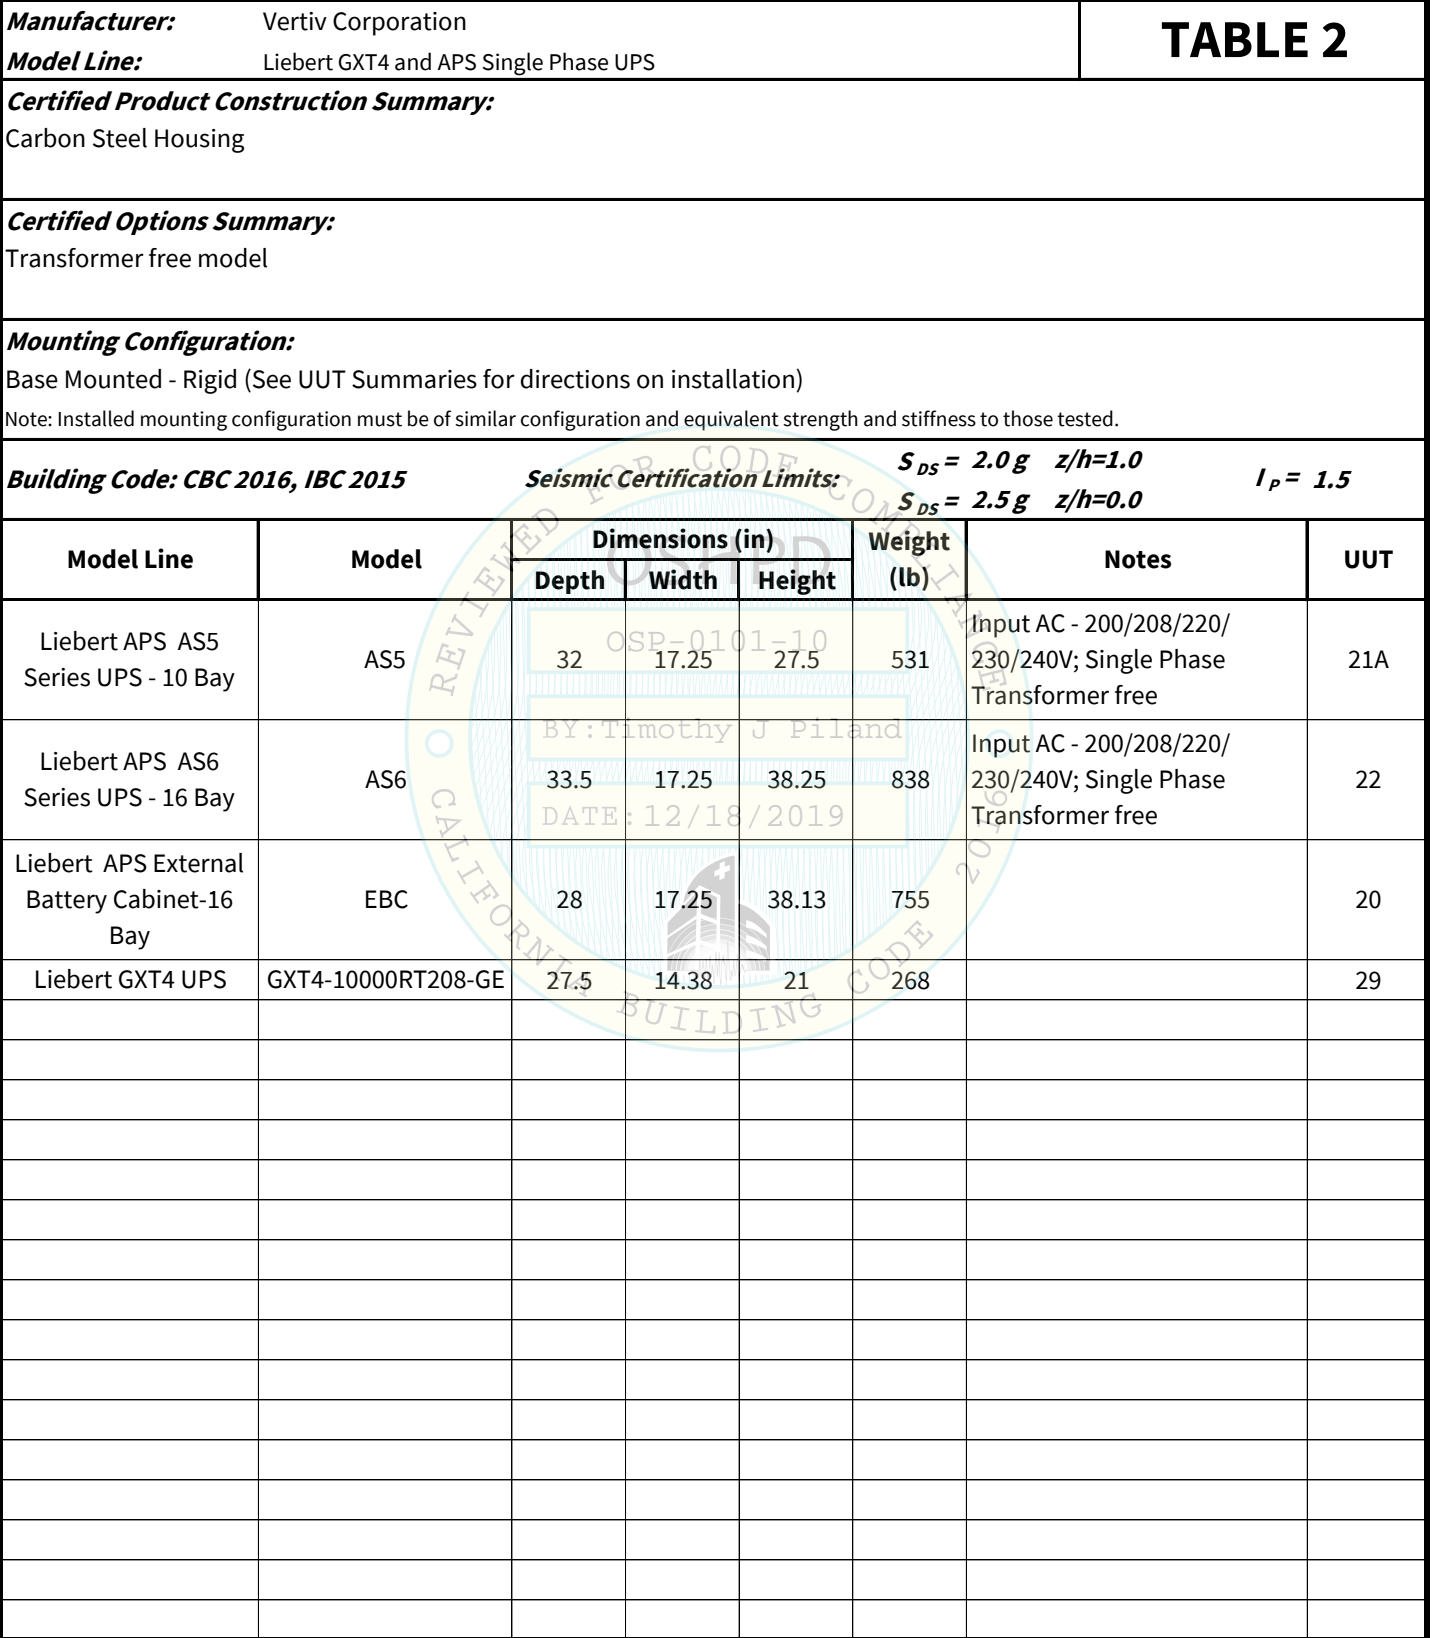 Manufacturer: Vertiv Corporation
TABLE 2
Model Line: Liebert GXT4 and APS Single Phase UPS
Certified Product Construction Summary:
Carbon Steel Housing
Certified Options Summary:
Transformer free model
Mounting Configuration:
Base Mounted - Rigid (See UUT Summaries for directions on installation)
Note: Installed mounting configuration must be of similar configuration and equivalent strength and stiffness to those tested.
Building Code: CBC 2016, IBC 2015
Seismic Certification Limits:
S DS = 2.0 g z/h=1.0
S DS = 2.5 g z/h=0.0
I P = 1.5
Model Line
Model
Dimensions (in)
Depth Width Height
Weight
(lb)
Notes
UUT
Liebert APS AS5
Series UPS - 10 Bay
AS5
32
17.25
27.5
531
Input AC - 200/208/220/
230/240V; Single Phase
Transformer free
21A
Liebert APS AS6
Series UPS - 16 Bay
AS6
33.5
17.25
38.25
838
Input AC - 200/208/220/
230/240V; Single Phase
Transformer free
22
Liebert APS External
Battery Cabinet-16
Bay
EBC
28
17.25
38.13
755
20
Liebert GXT4 UPS
GXT4-10000RT208-GE
27.5
14.38
21
268
29
REVIEWED FOR CODE COMPLIANCE
OSHPD
OSP-0101-10
BY:Timothy J Piland
DATE:12/18/2019
CALIFORNIA BUILDING CODE 2016